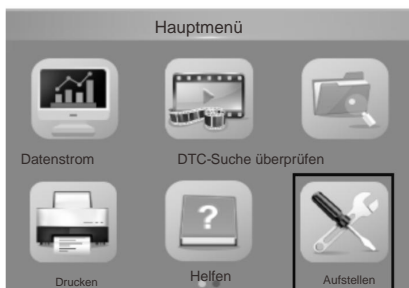 Hauptmenü
Datenstrom
DTC-Suche überprüfen
?
Drucken
Helfen
Aufstellen